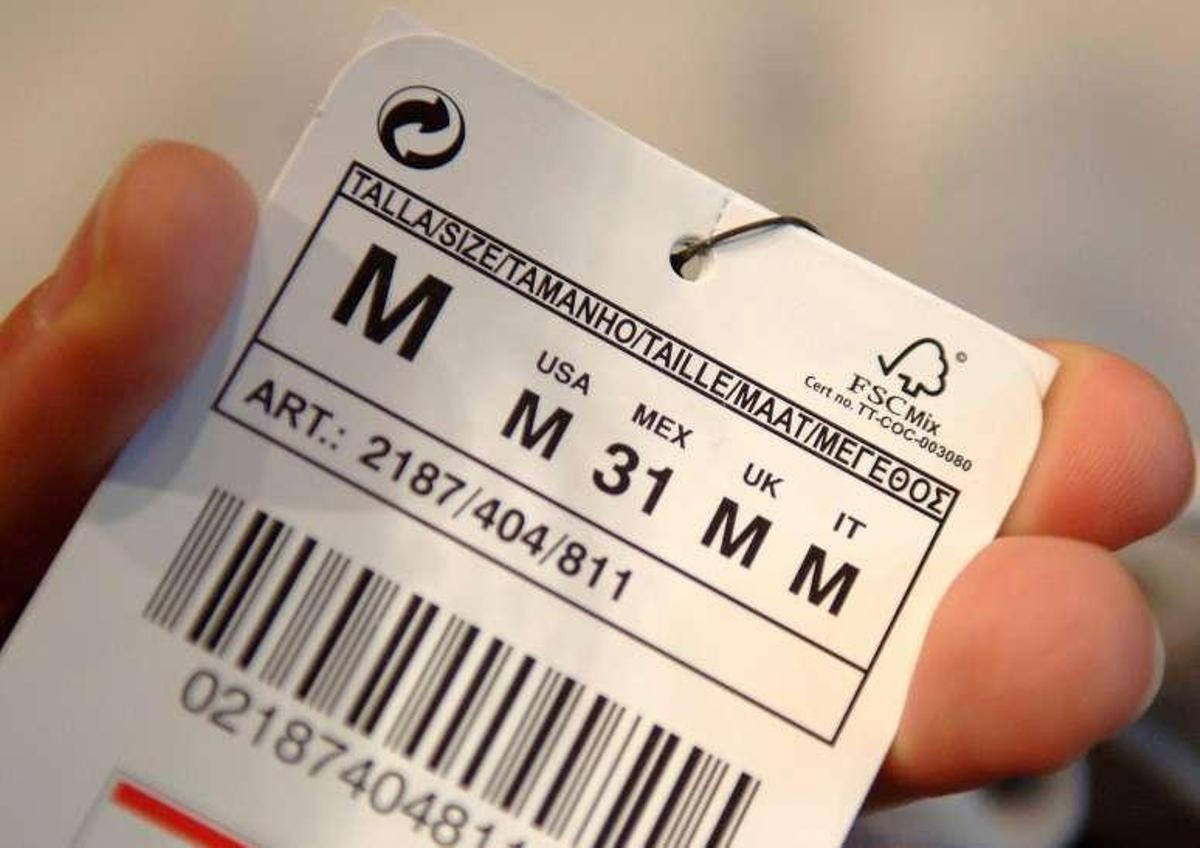 TALLA/SIZE/TAMANHO/TAILLE/MAAT/ΜΕΓΕΘΟΣ
M
USA
M
MEX
31
UK
M
IT
M
ART.: 2187/404/811
©
FSC Mix
Cert no. TT-COC-003080
02187404811